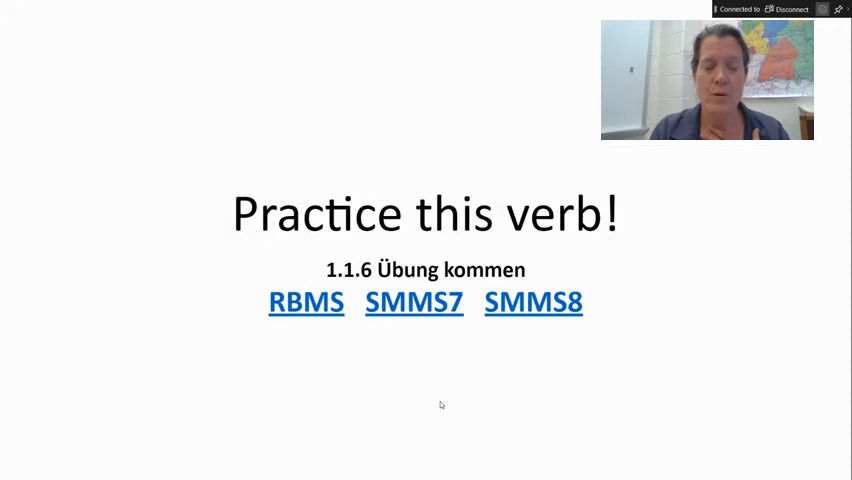 Connected to Disconnect
Practice this verb!
1.1.6 Übung kommen
RBMS SMMS7 SMMS8